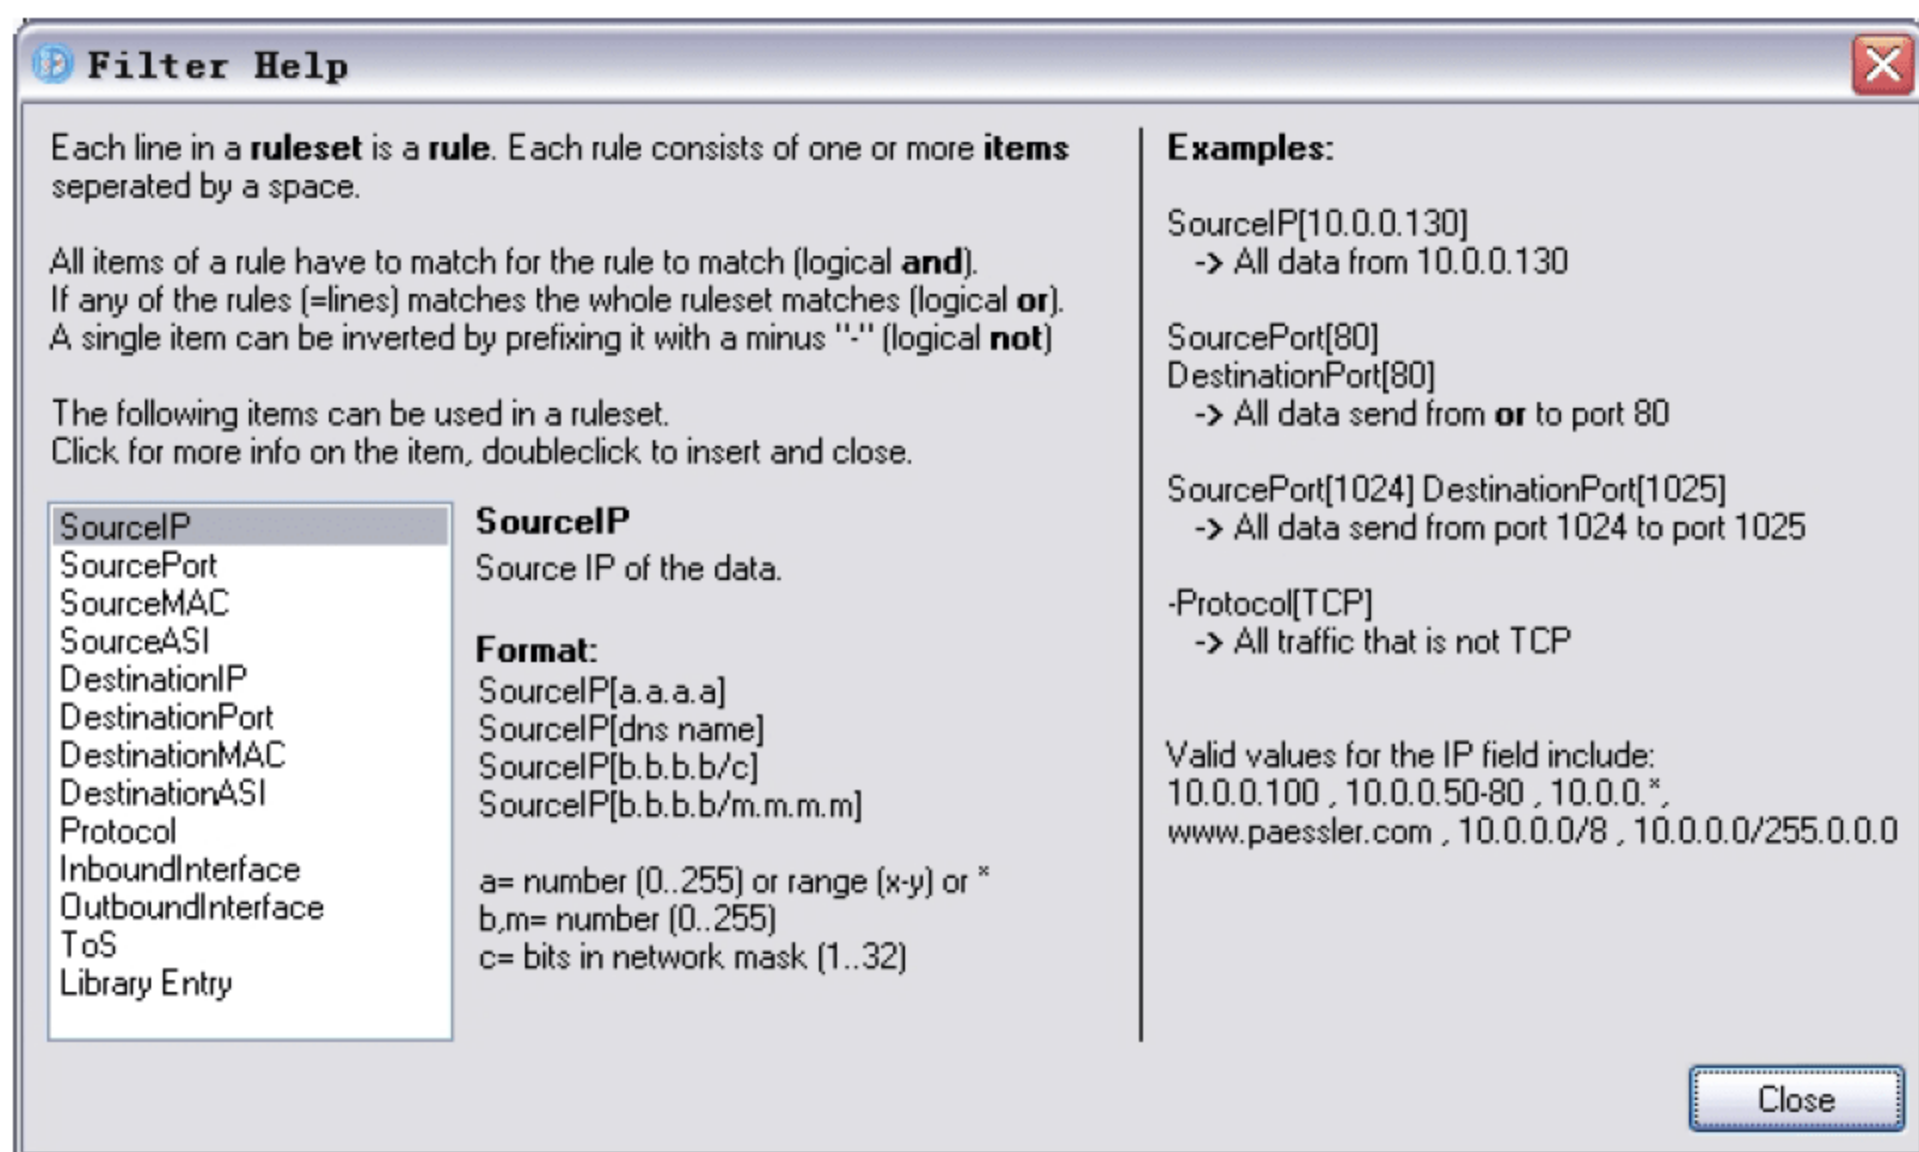 Filter Help
Each line in a ruleset is a rule. Each rule consists of one or more items
seperated by a space.
All items of a rule have to match for the rule to match (logical and).
If any of the rules (=lines) matches the whole ruleset matches (logical or).
A single item can be inverted by prefixing it with a minus "-" (logical not)
The following items can be used in a ruleset.
Click for more info on the item, doubleclick to insert and close.
SourceIP
SourcePort
SourceMAC
SourceASI
DestinationIP
DestinationPort
DestinationMAC
DestinationASI
Protocol
InboundInterface
OutboundInterface
ToS
Library Entry
SourceIP
Source IP of the data.
Format:
SourceIP[a.a.a.a]
SourceIP[dns name]
SourceIP[b.b.b.b/c]
SourceIP[b.b.b.b/m.m.m.m]
a= number (0..255) or range (x-y) or *
b,m= number (0..255)
c= bits in network mask (1..32)
Examples:
SourceIP[10.0.0.130]
-> All data from 10.0.0.130
SourcePort[80]
DestinationPort[80]
-> All data send from or to port 80
SourcePort[1024] DestinationPort[1025]
-> All data send from port 1024 to port 1025
-Protocol[TCP]
-> All traffic that is not TCP
Valid values for the IP field include:
10.0.0.100 , 10.0.0.50-80 , 10.0.0.*,
www.paessler.com , 10.0.0.0/8 , 10.0.0.0/255.0.0.0
Close